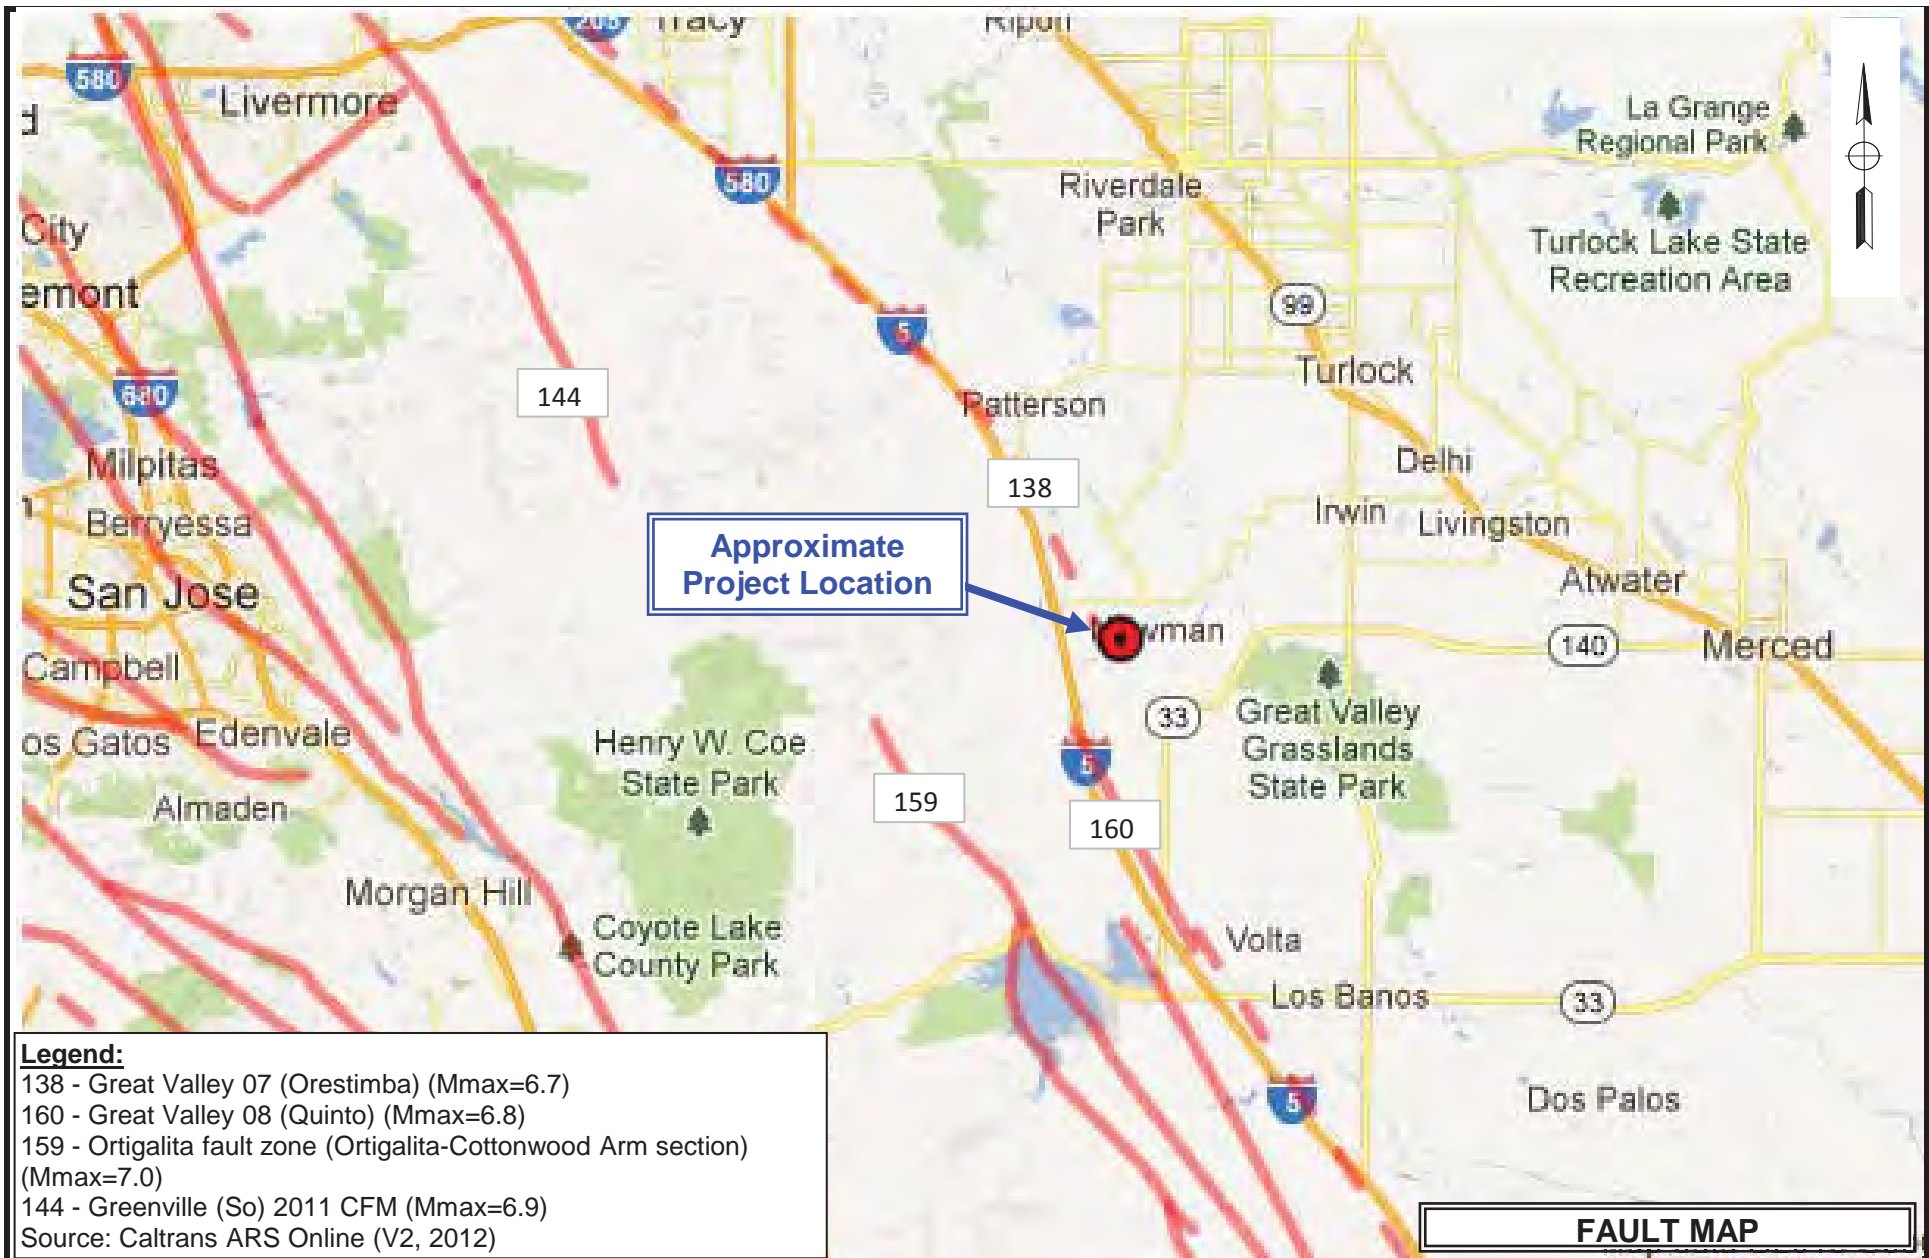 Tracy
Ripon
580
Livermore
La Grange
Regional Park
580
Riverdale
Park
City
Turlock Lake State
Recreation Area
emont
99
5
Turlock
680
144
Patterson
Milpitas
Delhi
138
Berryessa
Irwin
Livingston
Approximate
Project Location
San Jose
Atwater
Newman
140
Merced
Campbell
33
Great Valley
Grasslands
State Park
os Gatos
Edenvale
Henry W. Coe
State Park
5
159
160
Almaden
Morgan Hill
Coyote Lake
County Park
Volta
Los Banos
33
5
Dos Palos
Legend:
138 - Great Valley 07 (Orestimba) (Mmax=6.7)
160 - Great Valley 08 (Quinto) (Mmax=6.8)
159 - Ortigalita fault zone (Ortigalita-Cottonwood Arm section)
(Mmax=7.0)
144 - Greenville (So) 2011 CFM (Mmax=6.9)
Source: Caltrans ARS Online (V2, 2012)
FAULT MAP